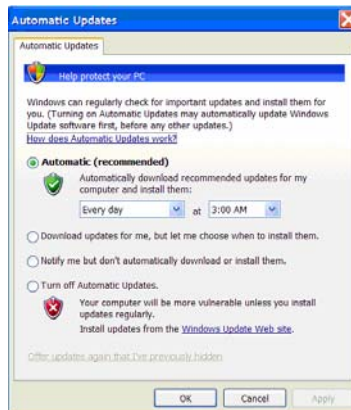 Automatic Updates
Automatic Updates
Help protect your PC
Windows can regularly check for important updates and install them for
you. (Turning on Automatic Updates may automatically update Windows
Update software first, before any other updates.)
How does Automatic Updates work?
Automatic (recommended)
Automatically download recommended updates for my
computer and install them:
Every day at 3:00 AM
Download updates for me, but let me choose when to install them.
Notify me but don't automatically download or install them.
Turn off Automatic Updates.
Your computer will be more vulnerable unless you install
updates regularly.
Install updates from the Windows Update Web site.
Offer updates again that I've previously hidden
OK Cancel Apply